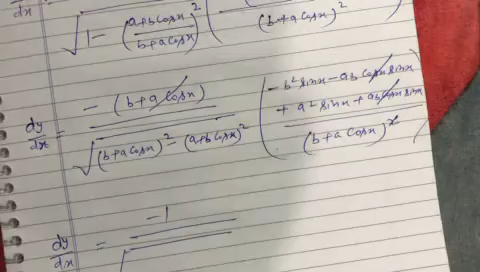 dx √1 - ((a+b cos x)/(b+a cos x))² (b+a cos x)²
dy/dx = - (b+a cos x) / √((b+a cos x)² - (a+b cos x)²) ( (- b² sin x - ab cos x sin x + a² sin x + ab cos x sin x) / (b+a cos x)² )
dy/dx = -1 / √